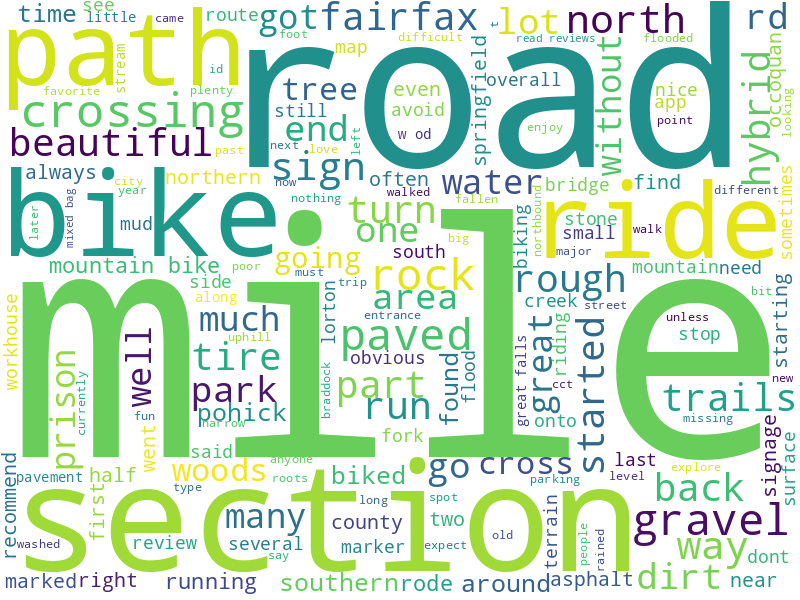 time
see
little
came
route
got
fairfax
lot
north
rd
path
road
stream
id
foot
map
t
difficult
read reviews
flooded
favorite
plenty
tree
even
avoid
overall
springfield
nice
app
point
occoquan
looking
crossing
still
end
w od
without
hybrid
beautiful
past
next
love
left
enjoy
sign
always
northern
city
year
now
often
water
walked
fallen
bridge
find
different
sometimes
bike
ride
later
mixed bag
mud
nothing
turn
one
big
northbound
biking
stone
small
walk
major
mountain bike
poor
going
south
rock
rough
mountain
need
bit
side
must
trip
creek
street
starting
mile
workhouse
along
much
lorton
area
entrance
great falls
great
riding
started
unless
stop
new
prison
currently
well
tire
uphill
paved
obvious
cct
fun
park
braddock
part
found
flood
trails
missing
pohick
narrow
run
onto
went
said
fork
recommend
woods
anyone
go
cross
last
signage
surface
explore
pavement
half
first
roots
biked
spot
parking
level
back
section
type
long
many
county
two
terrain
people
gravel
washed
review
several
say
marker
expect
old
rained
way
dont
marked
right
running
southern
rode
around
asphalt
dirt
near